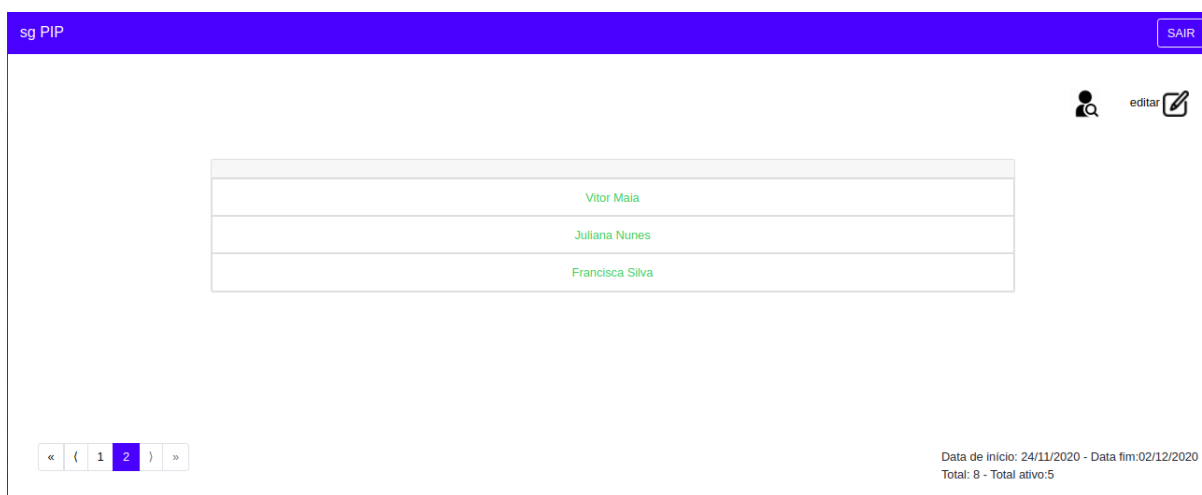 sg PIP
SAIR
editar
Vitor Maia
Juliana Nunes
Francisca Silva
« ⟨ 1 2 ⟩ »
Data de início: 24/11/2020 - Data fim:02/12/2020
Total: 8 - Total ativo:5